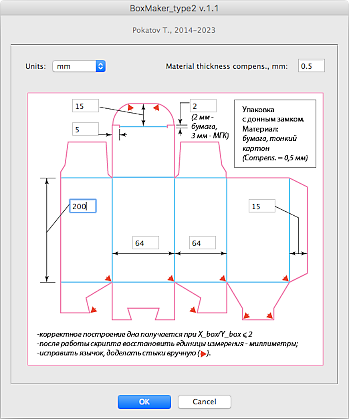 BoxMaker_type2 v.1.1
Pokatov T., 2014–2023
Units: mm
Material thickness compens., mm: 0.5
15
2
(2 мм -
бумага,
3 мм - МГК)
5
Упаковка
с донным замком.
Материал:
бумага, тонкий
картон
(Compens. = 0,5 мм)
200
15
64
64
-корректное построение дна получается при X_box/Y_box ⩽ 2
-после работы скрипта восстановить единицы измерения - миллиметры;
-исправить язычок, доделать стыки вручную ( ).
OK
Cancel